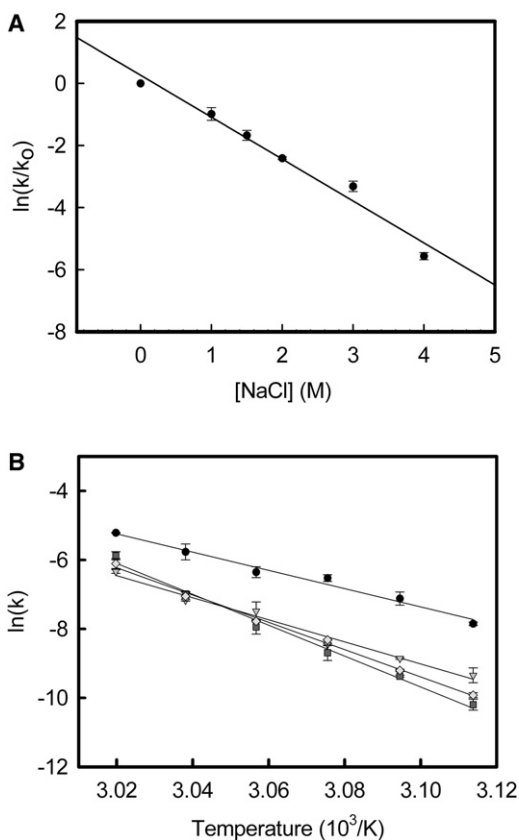 A
2
0
-2
-4
-6
-8
ln(k/kO)
0 1 2 3 4 5
[NaCl] (M)
B
-4
-6
-8
-10
-12
ln(k)
3.02 3.04 3.06 3.08 3.10 3.12
Temperature (10³/K)